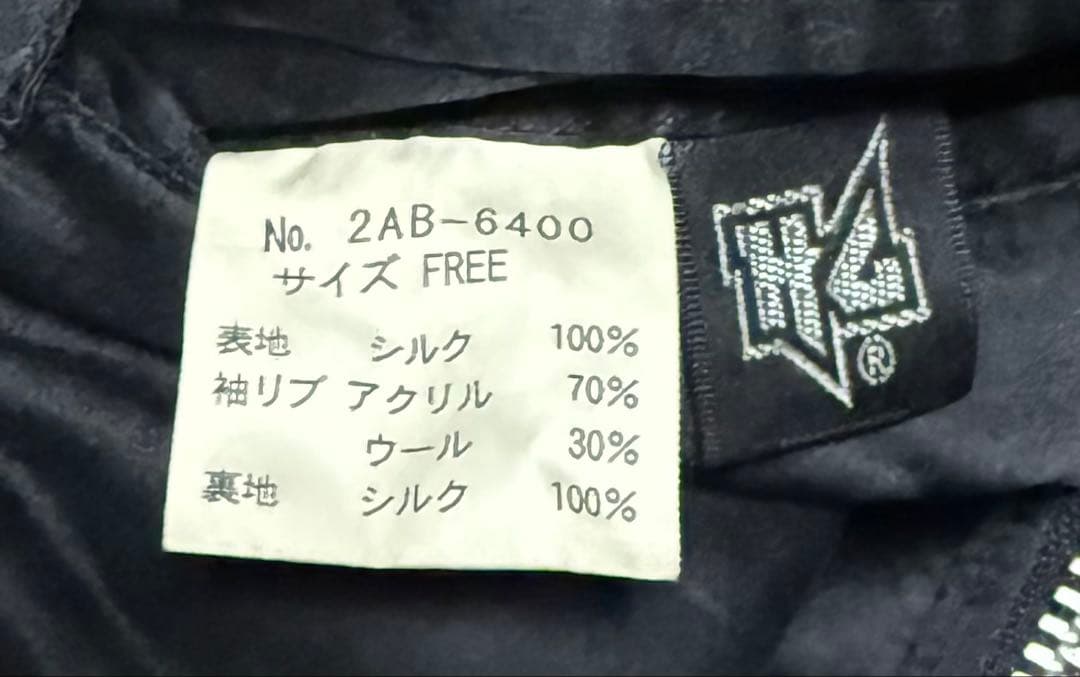 No. 2AB-6400
サイズ FREE
表地 シルク 100%
袖リブ アクリル 70%
ウール 30%
裏地 シルク 100%
®